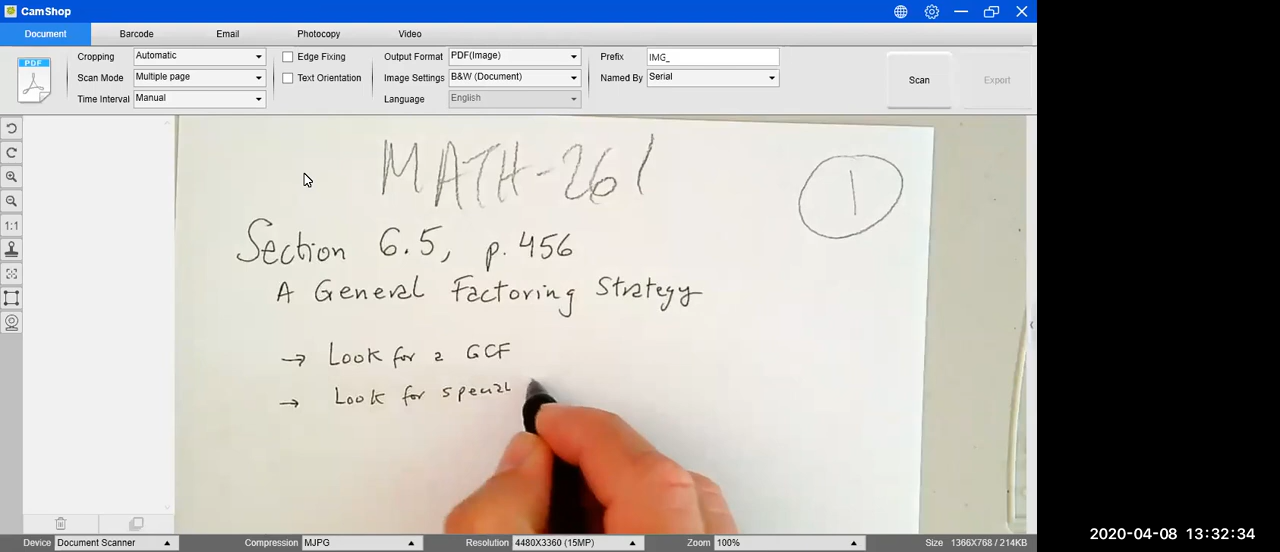 CamShop
Document Barcode Email Photocopy Video
Cropping Automatic Edge Fixing Output Format PDF(Image) Prefix IMG_
PDF Scan Mode Multiple page Text Orientation Image Settings B&W (Document) Named By Serial Scan Export
Time Interval Manual Language English
1:1
MATH-261
1
Section 6.5, p. 456
A General Factoring Strategy
→ Look for a GCF
→ Look for special
Device Document Scanner Compression MJPG Resolution 4480X3360 (15MP) Zoom 100% Size 1366X768 / 214KB
2020-04-08 13:32:34